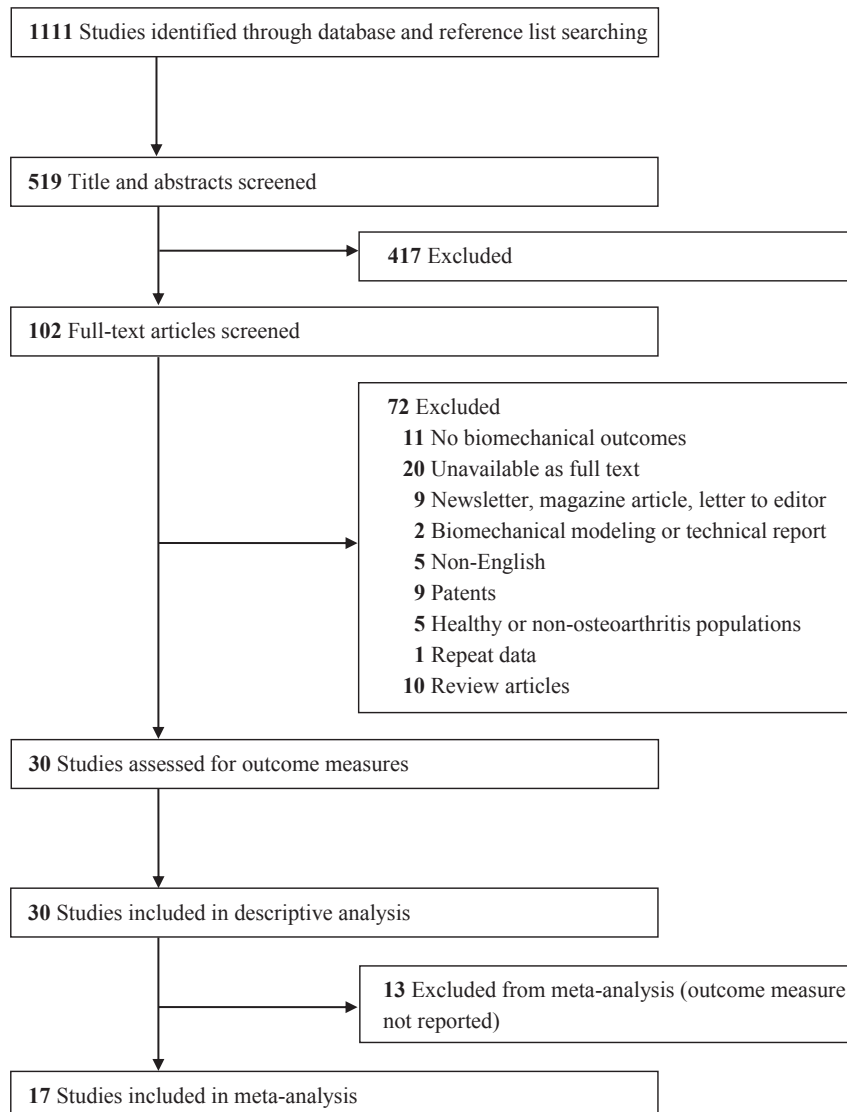 1111 Studies identified through database and reference list searching
519 Title and abstracts screened
417 Excluded
102 Full-text articles screened
72 Excluded
11 No biomechanical outcomes
20 Unavailable as full text
9 Newsletter, magazine article, letter to editor
2 Biomechanical modeling or technical report
5 Non-English
9 Patents
5 Healthy or non-osteoarthritis populations
1 Repeat data
10 Review articles
30 Studies assessed for outcome measures
30 Studies included in descriptive analysis
13 Excluded from meta-analysis (outcome measure
not reported)
17 Studies included in meta-analysis